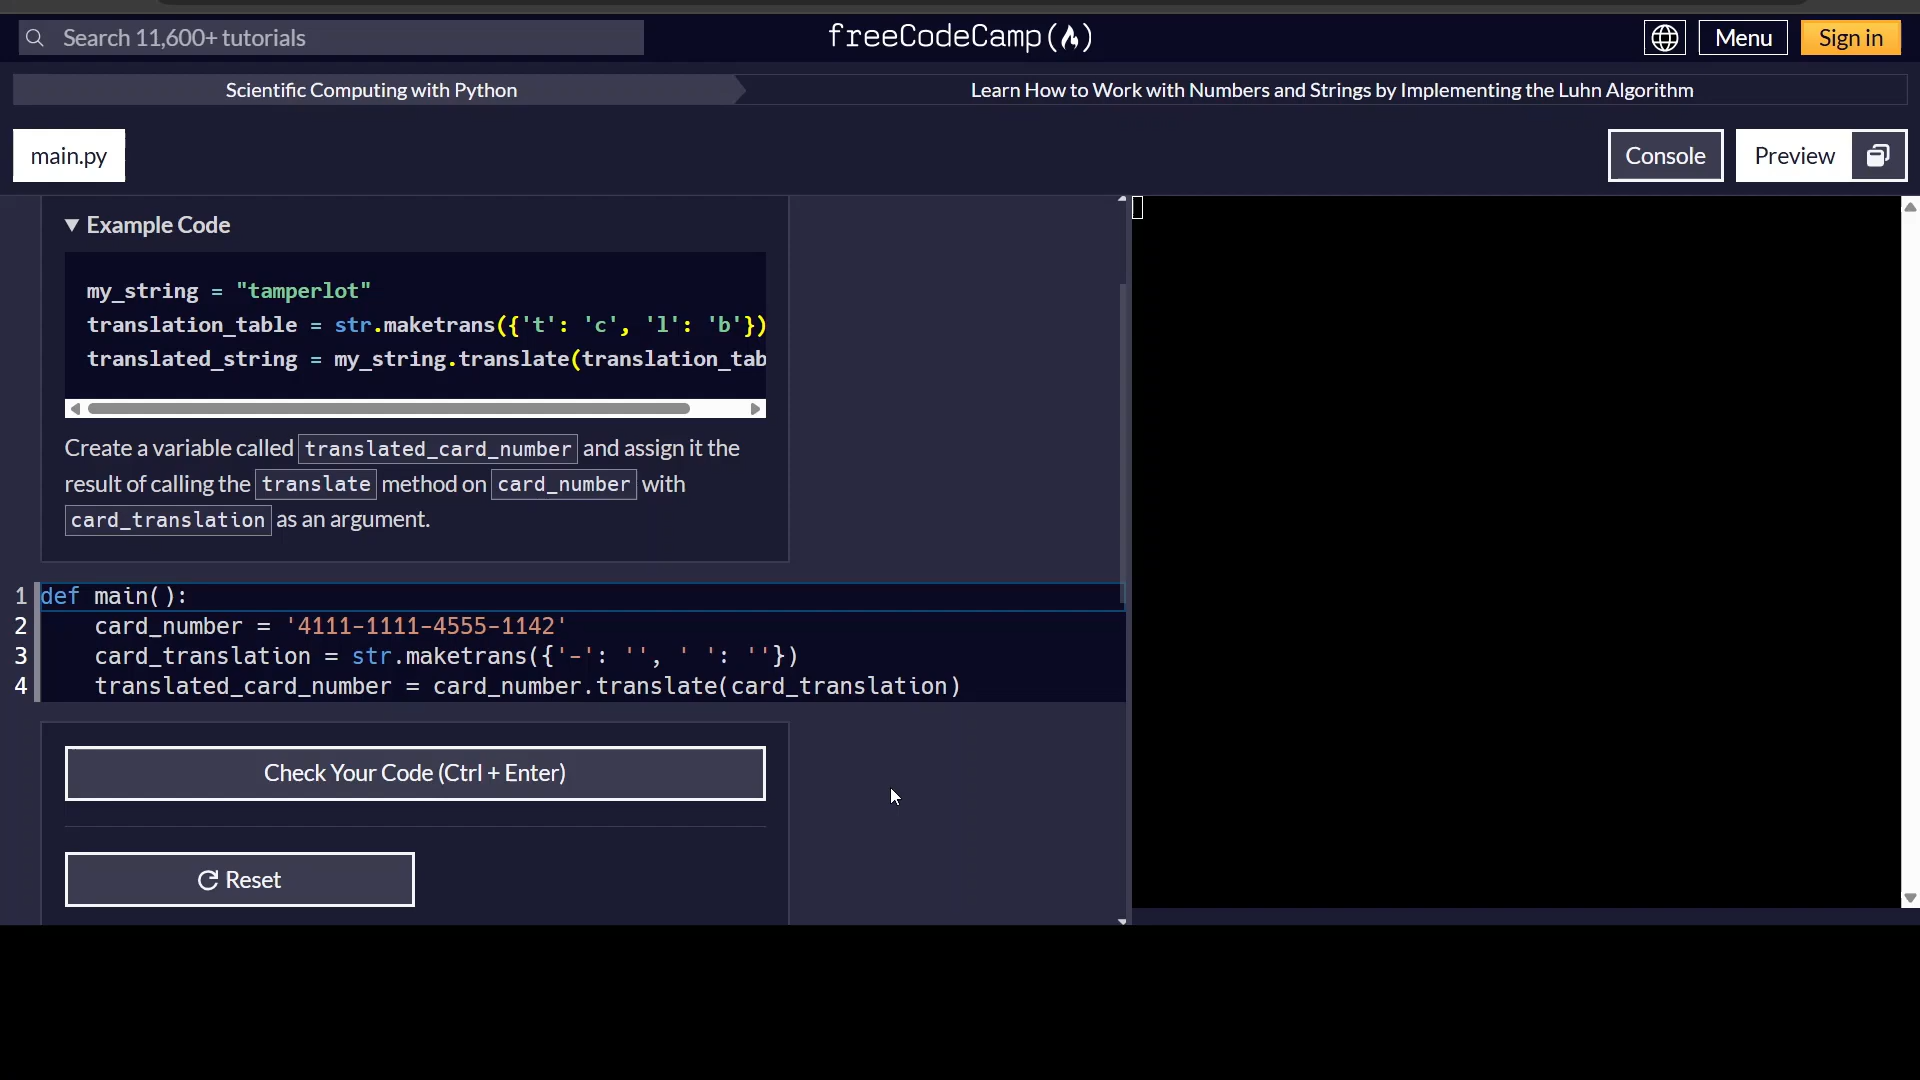 Search 11,600+ tutorials
freeCodeCamp
Menu
Sign in
Scientific Computing with Python
Learn How to Work with Numbers and Strings by Implementing the Luhn Algorithm
main.py
Console
Preview
▼ Example Code
my_string = "tamperlot"
translation_table = str.maketrans({'t': 'c', 'l': 'b'})
translated_string = my_string.translate(translation_tab
Create a variable called translated_card_number and assign it the
result of calling the translate method on card_number with
card_translation as an argument.
1 def main():
2     card_number = '4111-1111-4555-1142'
3     card_translation = str.maketrans({'-': '', ' ': ''})
4     translated_card_number = card_number.translate(card_translation)
Check Your Code (Ctrl + Enter)
Reset